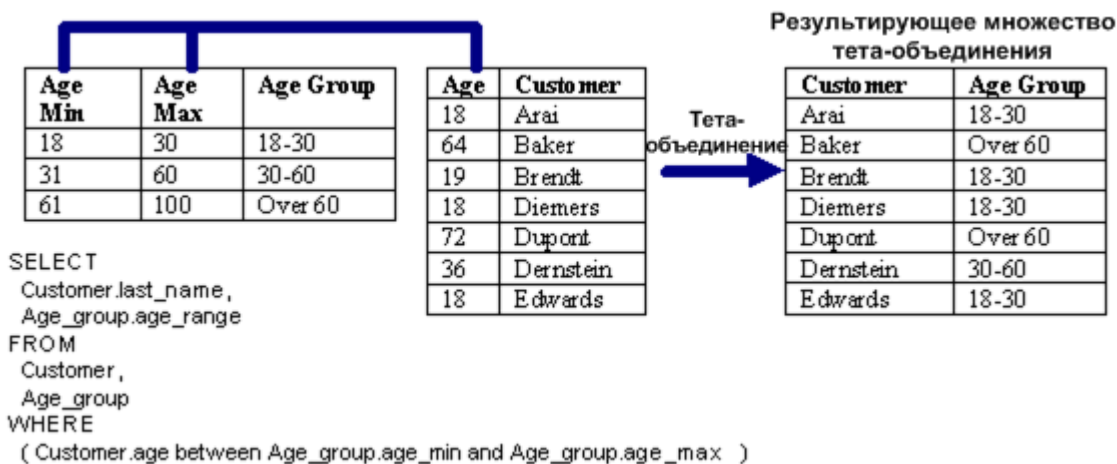 Результирующее множество
тета-объединения
Age Min Age Max Age Group
18 30 18-30
31 60 30-60
61 100 Over 60
Age Customer
18 Arai
64 Baker
19 Brendt
18 Diemers
72 Dupont
36 Dernstein
18 Edwards
Тета-
объединение
Customer Age Group
Arai 18-30
Baker Over 60
Brendt 18-30
Diemers 18-30
Dupont Over 60
Dernstein 30-60
Edwards 18-30
SELECT
Customer.last_name,
Age_group.age_range
FROM
Customer,
Age_group
WHERE
( Customer.age between Age_group.age_min and Age_group.age_max )